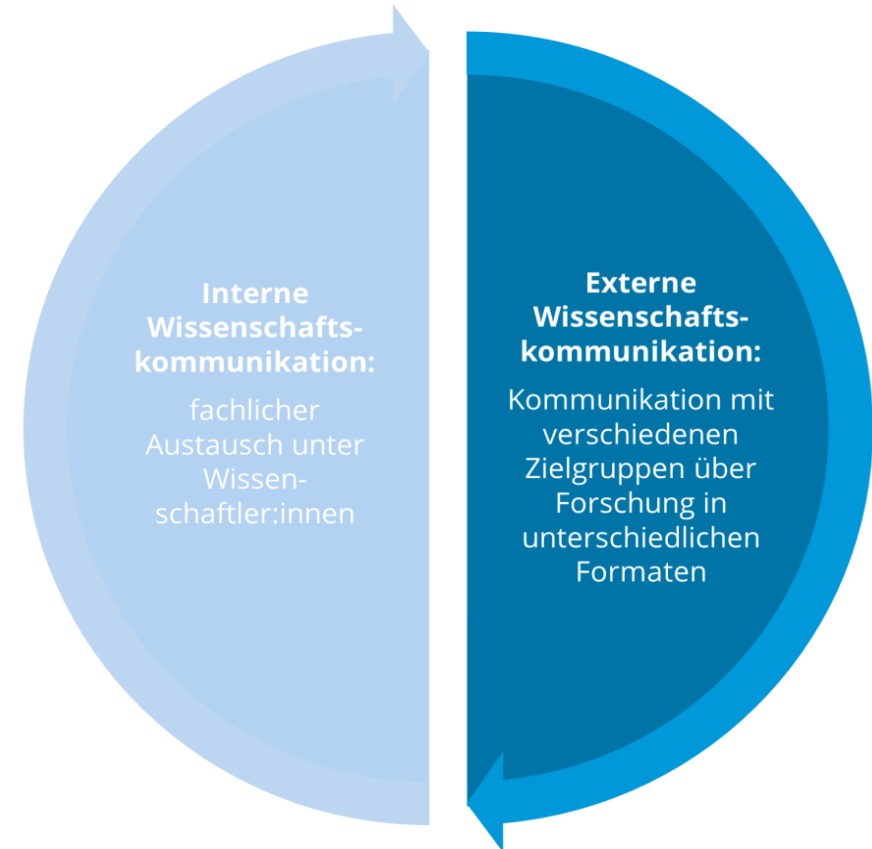 Interne
Wissenschafts-
kommunikation:
fachlicher
Austausch unter
Wissen-
schaftler:innen
Externe
Wissenschafts-
kommunikation:
Kommunikation mit
verschiedenen
Zielgruppen über
Forschung in
unterschiedlichen
Formaten